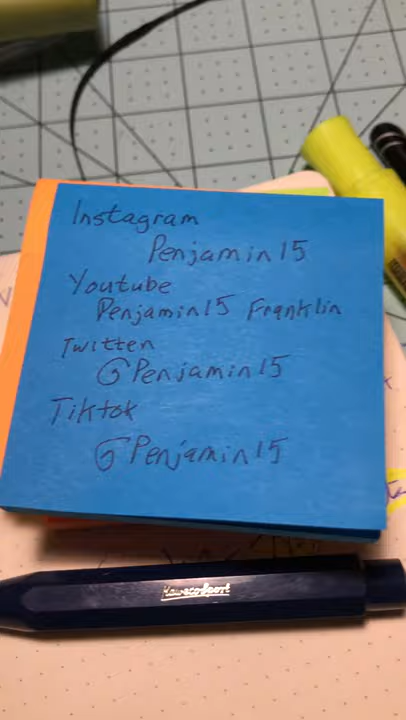 Instagram
Penjamin15
Youtube
Penjamin15 Franklin
Twitter
@Penjamin15
Tiktok
@Penjamin15
Kaweco Sport